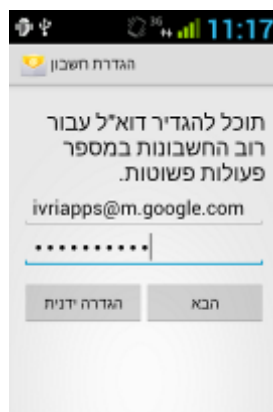 11:17
הגדרת חשבון
תוכל להגדיר דוא"ל עבור
רוב החשבונות במספר
פעולות פשוטות.
ivriapps@m.google.com
••••••••••
הגדרה ידנית
הבא